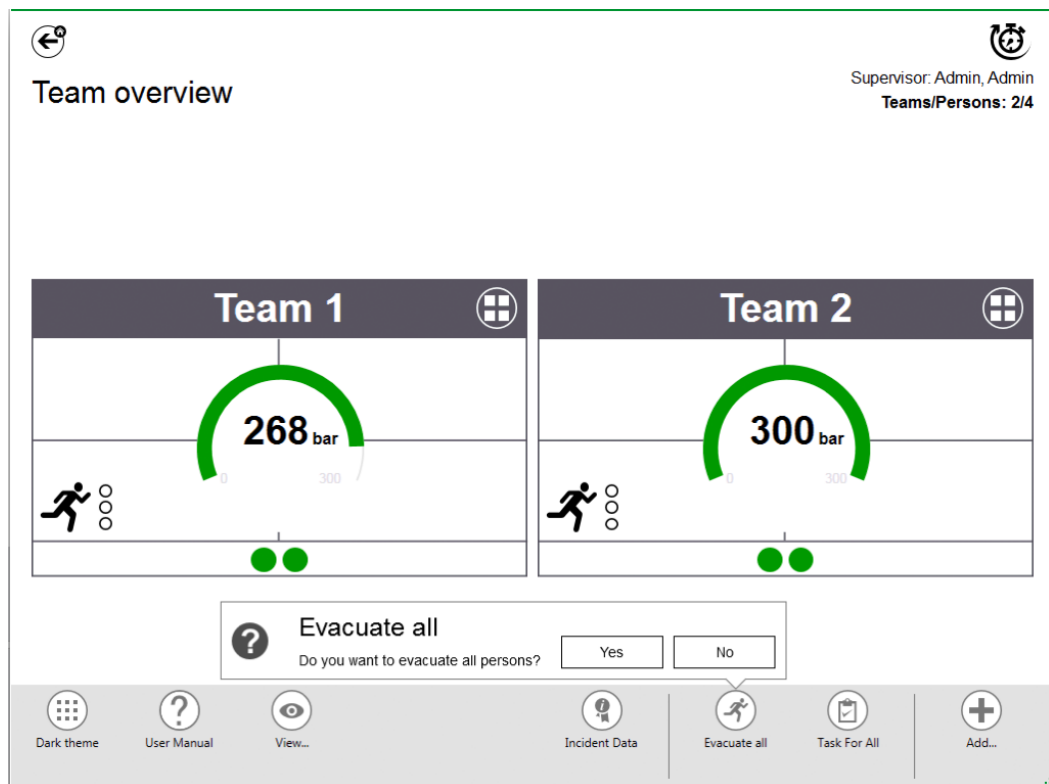 Team overview
Supervisor: Admin, Admin
Teams/Persons: 2/4
Team 1
268 bar
0
300
Team 2
300 bar
0
300
Evacuate all
Do you want to evacuate all persons?
Yes
No
Dark theme
User Manual
View...
Incident Data
Evacuate all
Task For All
Add...